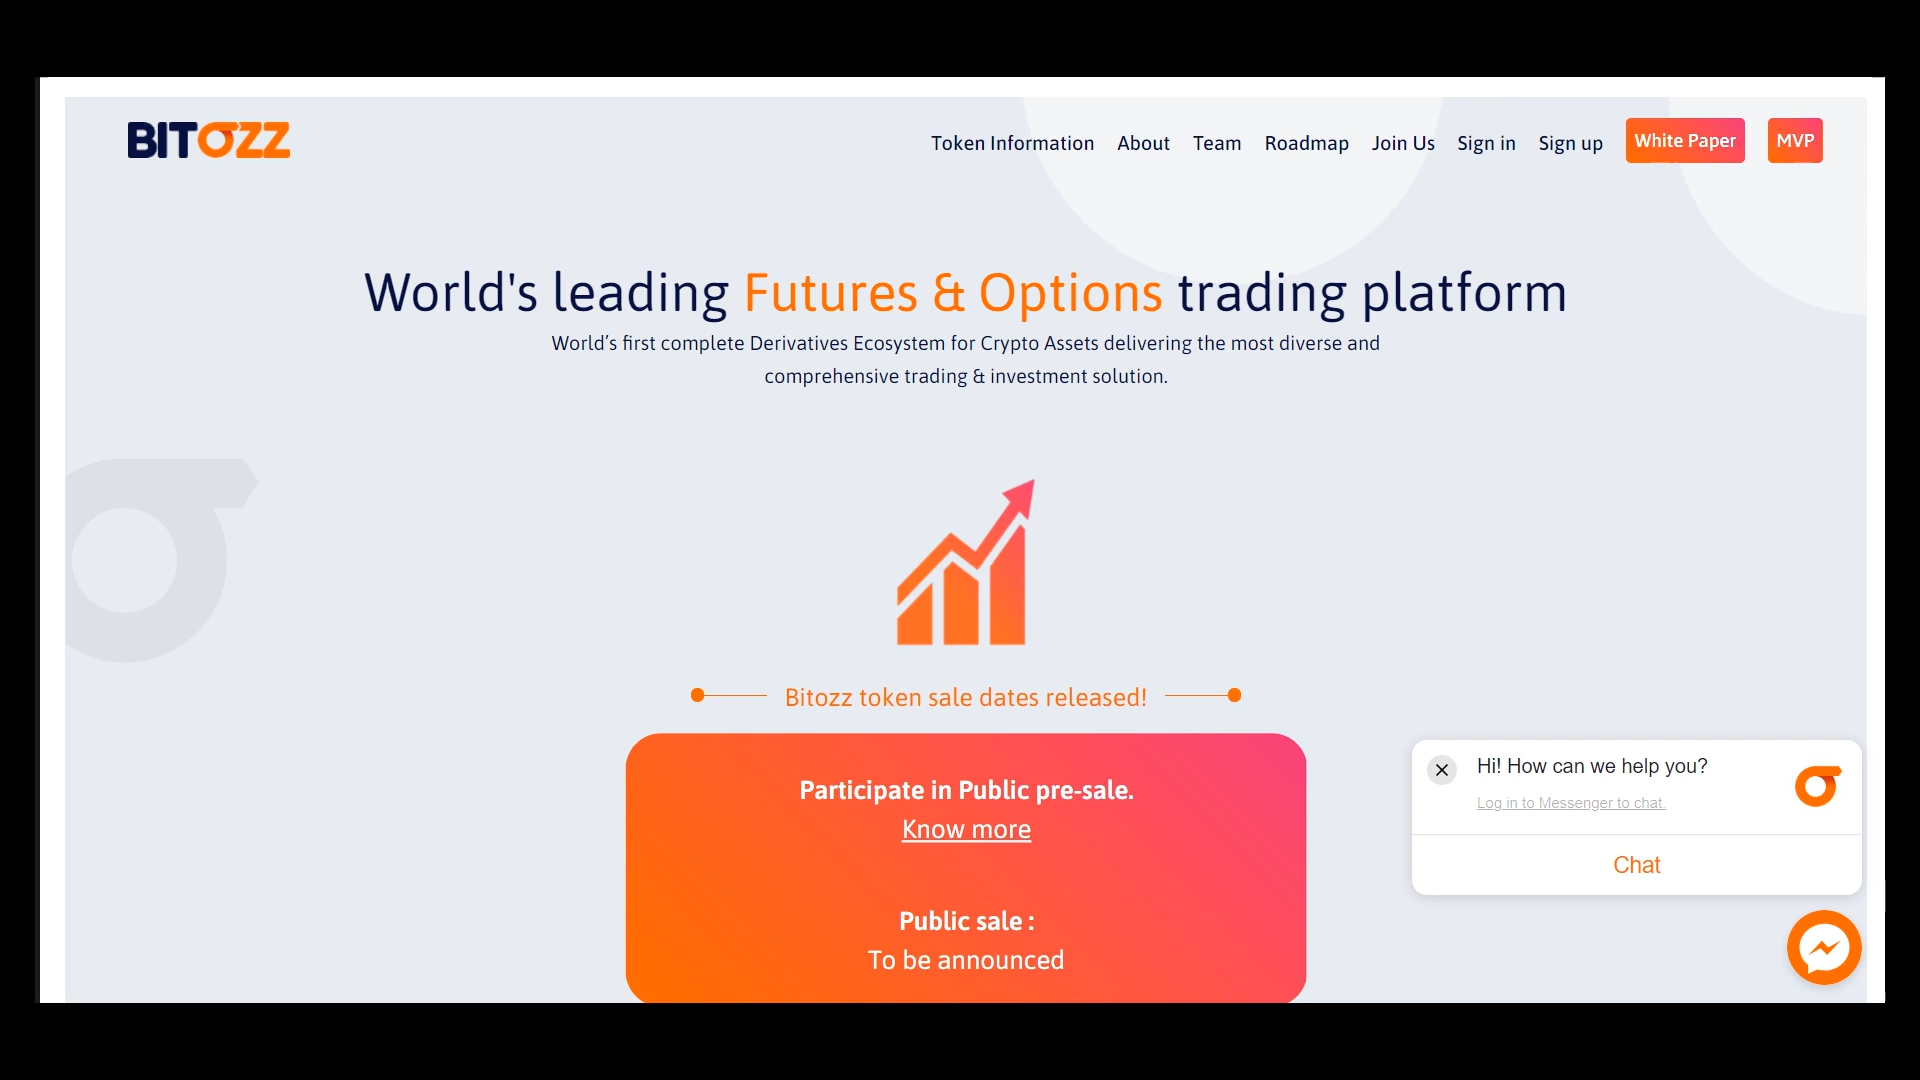 BITOZZ
Token Information About Team Roadmap Join Us Sign in Sign up White Paper MVP
World's leading Futures & Options trading platform
World’s first complete Derivatives Ecosystem for Crypto Assets delivering the most diverse and
comprehensive trading & investment solution.
Bitozz token sale dates released!
Participate in Public pre-sale.
Know more
Public sale :
To be announced
Hi! How can we help you?
Log in to Messenger to chat.
Chat